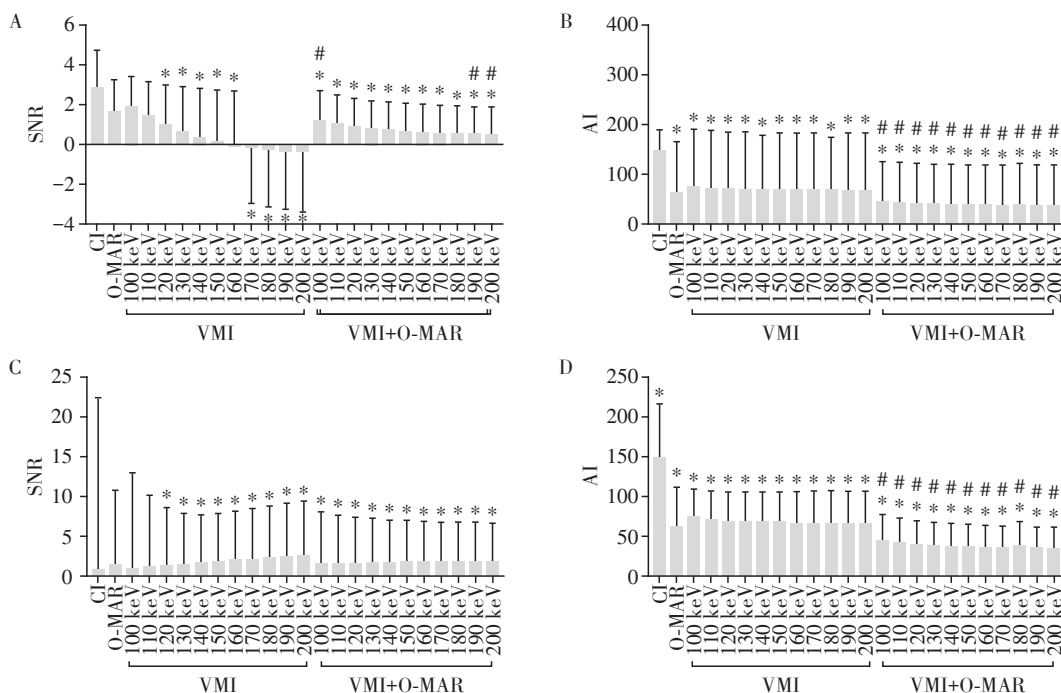 A
SNR
6
4
2
0
−2
−4
# # #
* * * * * * * * * * * * * * * * * * * *
CI
O-MAR
100 keV
110 keV
120 keV
130 keV
140 keV
150 keV
160 keV
170 keV
180 keV
190 keV
200 keV
100 keV
110 keV
120 keV
130 keV
140 keV
150 keV
160 keV
170 keV
180 keV
190 keV
200 keV
VMI
VMI+O-MAR
B
AI
400
300
200
100
0
# # # # # # # # # # #
* * * * * * * * * * * * * * * * * * * * * * *
CI
O-MAR
100 keV
110 keV
120 keV
130 keV
140 keV
150 keV
160 keV
170 keV
180 keV
190 keV
200 keV
100 keV
110 keV
120 keV
130 keV
140 keV
150 keV
160 keV
170 keV
180 keV
190 keV
200 keV
VMI
VMI+O-MAR
C
SNR
25
20
15
10
5
0
* * * * * * * * * * * * * * * * * * * *
CI
O-MAR
100 keV
110 keV
120 keV
130 keV
140 keV
150 keV
160 keV
170 keV
180 keV
190 keV
200 keV
100 keV
110 keV
120 keV
130 keV
140 keV
150 keV
160 keV
170 keV
180 keV
190 keV
200 keV
VMI
VMI+O-MAR
D
AI
250
200
150
100
50
0
*
# # # # # # # # # # #
* * * * * * * * * * * * * * * * * * * * * * *
CI
O-MAR
100 keV
110 keV
120 keV
130 keV
140 keV
150 keV
160 keV
170 keV
180 keV
190 keV
200 keV
100 keV
110 keV
120 keV
130 keV
140 keV
150 keV
160 keV
170 keV
180 keV
190 keV
200 keV
VMI
VMI+O-MAR